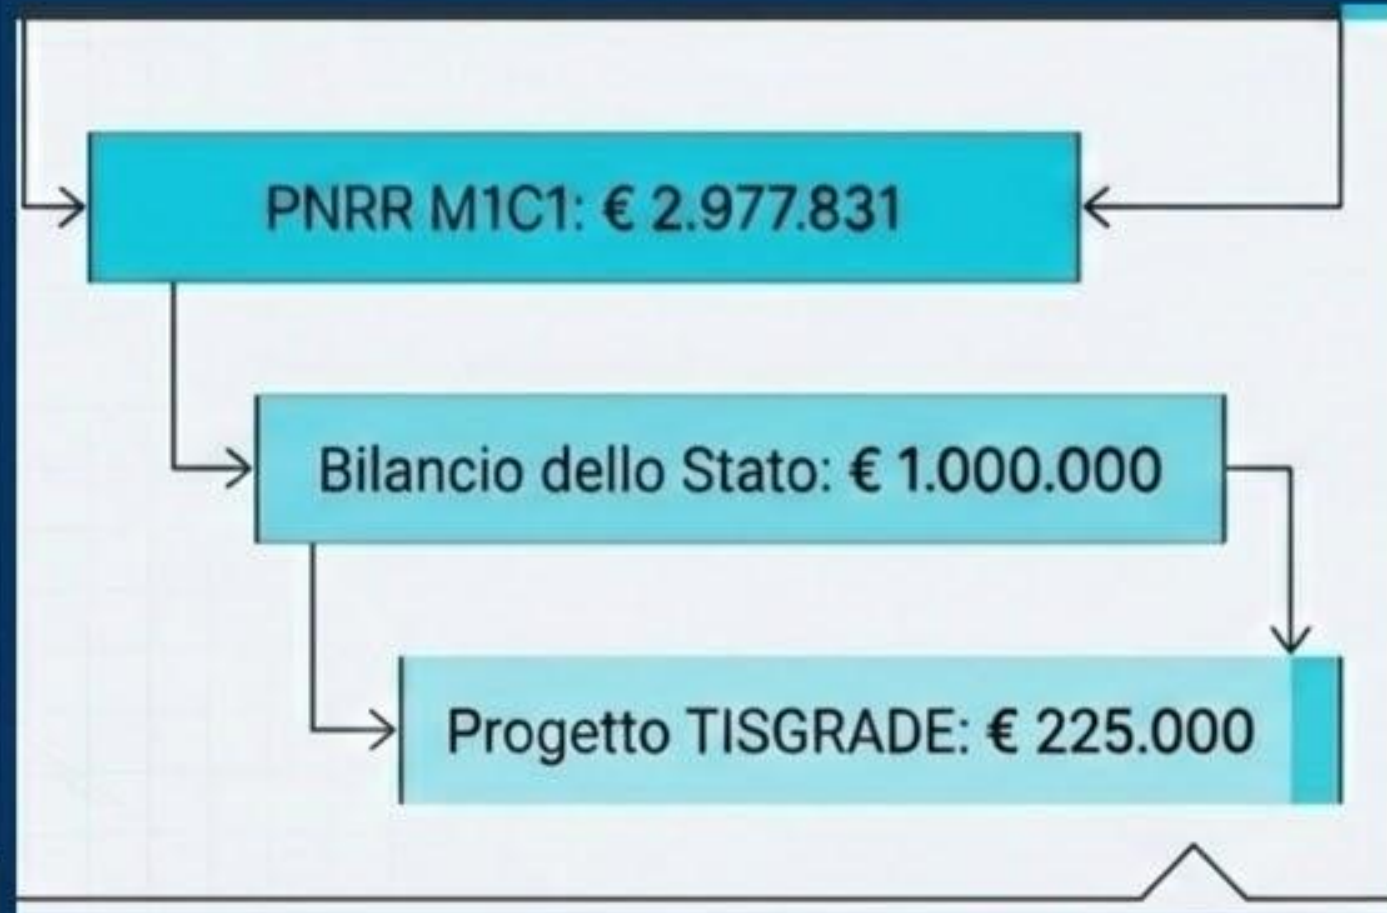 PNRR M1C1: € 2.977.831
Bilancio dello Stato: € 1.000.000
Progetto TISGRADE: € 225.000